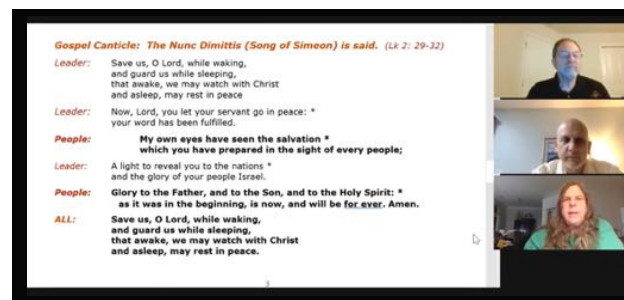 Gospel Canticle: The Nunc Dimittis (Song of Simeon) is said. (Lk 2: 29-32)
Leader: Save us, O Lord, while waking,
and guard us while sleeping,
that awake, we may watch with Christ
and asleep, may rest in peace
Leader: Now, Lord, you let your servant go in peace: *
your word has been fulfilled.
People: My own eyes have seen the salvation *
which you have prepared in the sight of every people;
Leader: A light to reveal you to the nations *
and the glory of your people Israel.
People: Glory to the Father, and to the Son, and to the Holy Spirit: *
as it was in the beginning, is now, and will be for ever. Amen.
ALL: Save us, O Lord, while waking,
and guard us while sleeping,
that awake, we may watch with Christ
and asleep, may rest in peace.
3